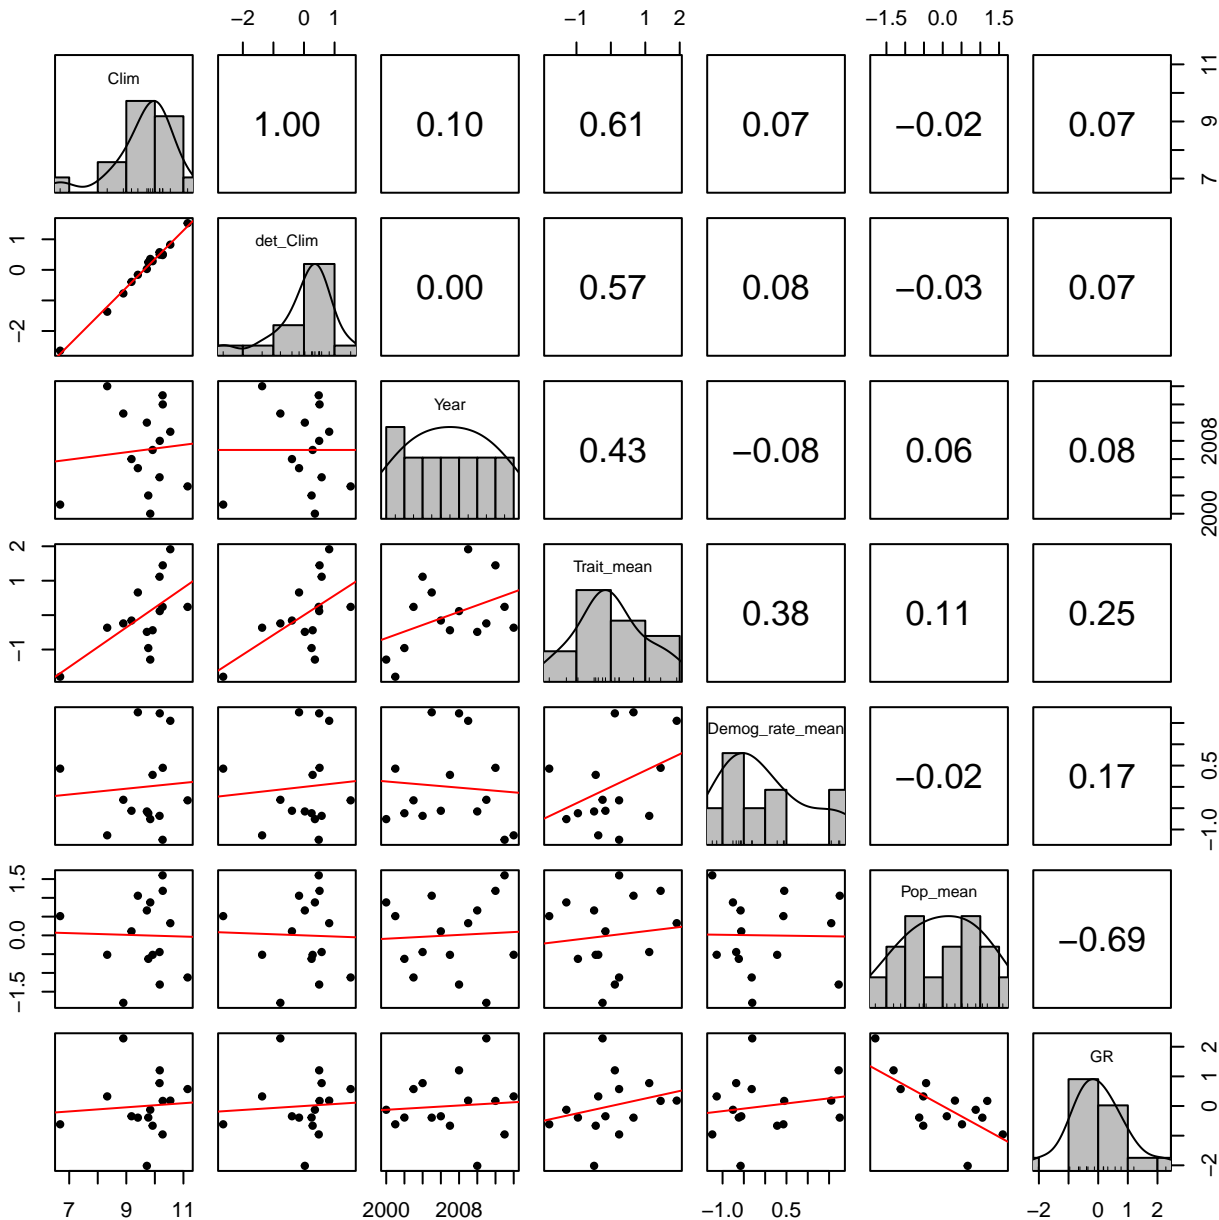 −2 0 1 −1 1 2 −1.5 0.0 1.5
Clim 1.00 0.10 0.61 0.07 −0.02 0.07 7 9 11
−2 0 1 det_Clim 0.00 0.57 0.08 −0.03 0.07
Year 0.43 −0.08 0.06 0.08 2000 2008
−1 1 2 Trait_mean 0.38 0.11 0.25
Demog_rate_mean −0.02 0.17 −1.0 0.5
−1.5 0.0 1.5 Pop_mean −0.69
GR −2 0 1 2
7 9 11 2000 2008 −1.0 0.5 −2 0 1 2